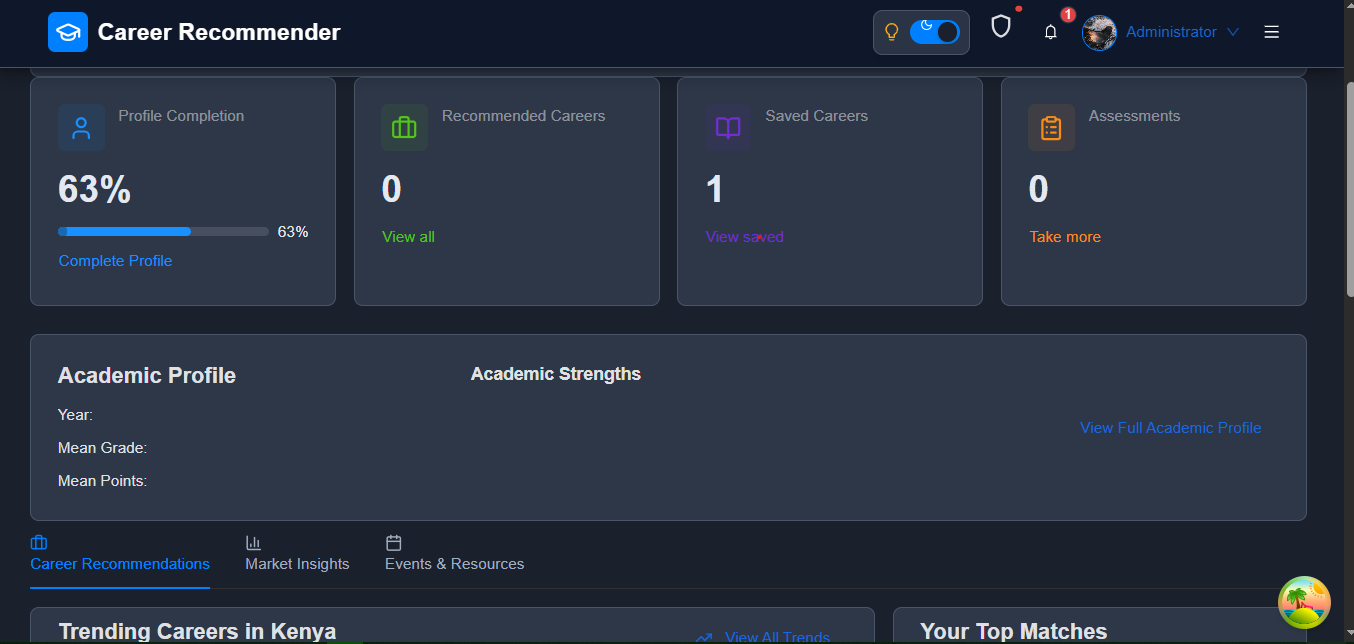 Career Recommender
1
Administrator
Profile Completion
63%
63%
Complete Profile
Recommended Careers
0
View all
Saved Careers
1
View saved
Assessments
0
Take more
Academic Profile
Year:
Mean Grade:
Mean Points:
Academic Strengths
View Full Academic Profile
Career Recommendations
Market Insights
Events & Resources
Trending Careers in Kenya
View All Trends
Your Top Matches